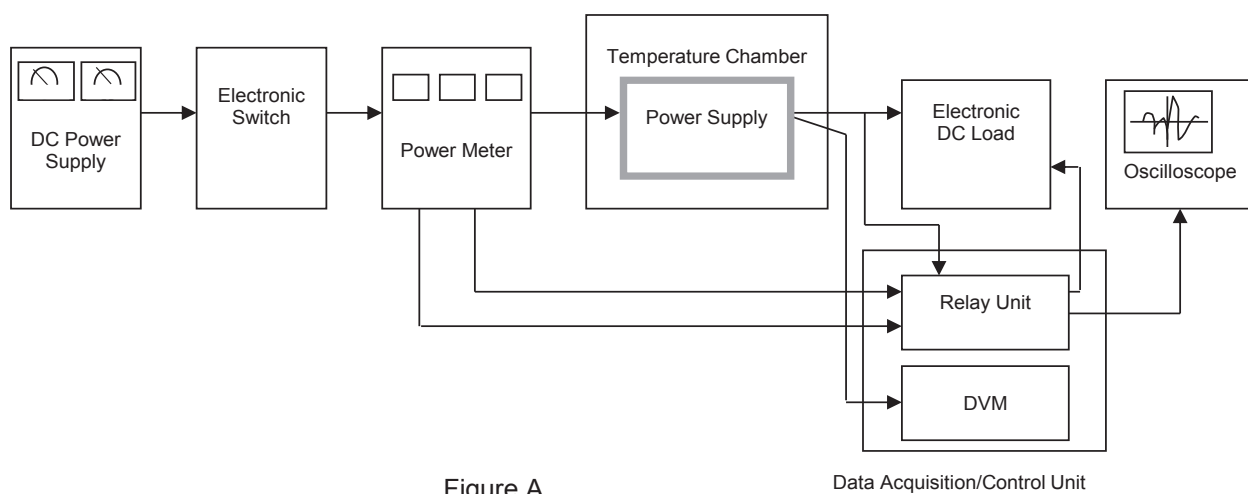 Temperature Chamber
Electronic
Switch
Power Supply
Electronic
DC Load
DC Power
Supply
Power Meter
Oscilloscope
Relay Unit
DVM
Figure A
Data Acquisition/Control Unit